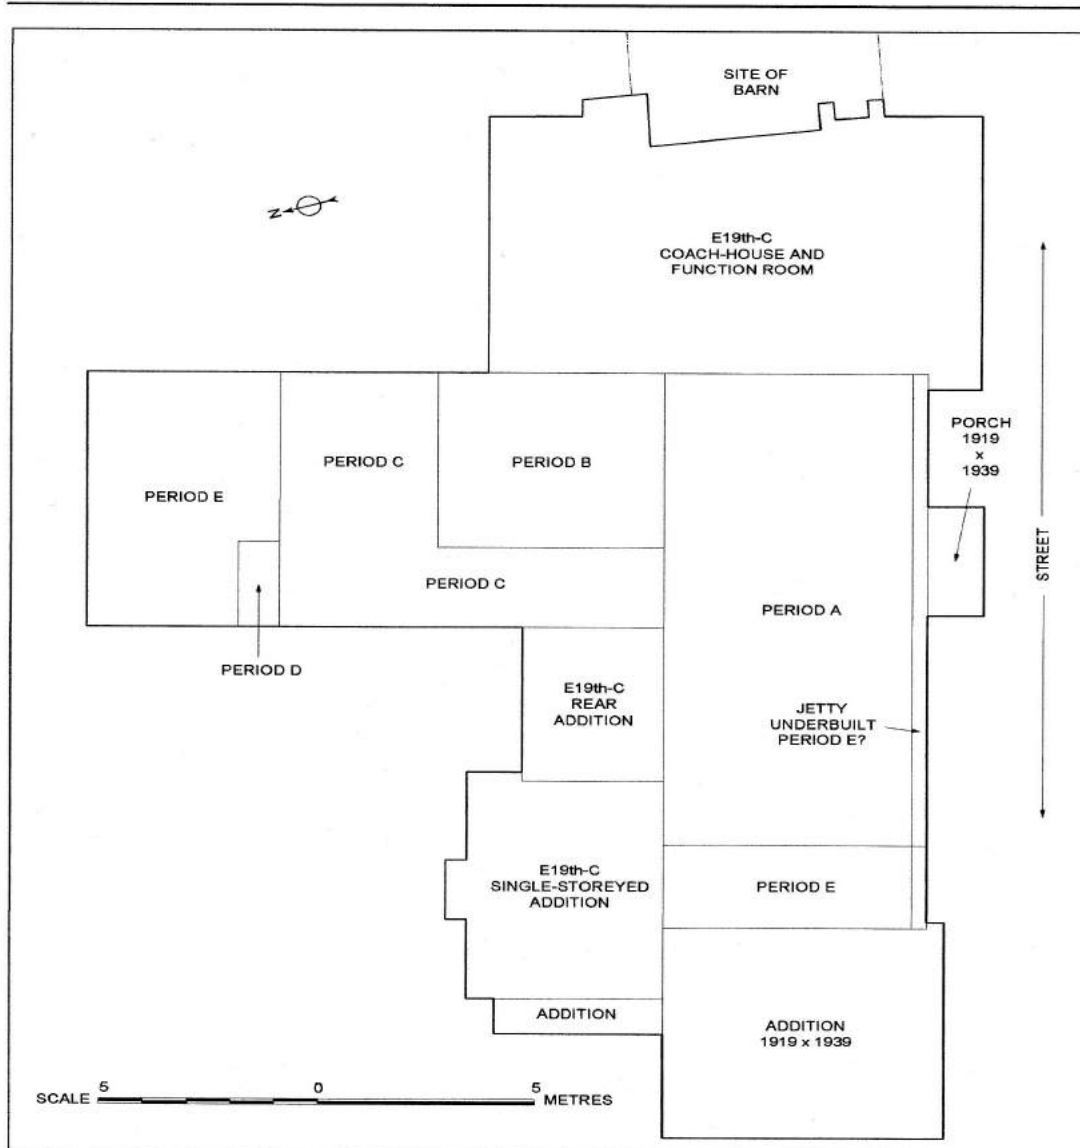 SITE OF
BARN
N
E19th-C
COACH-HOUSE AND
FUNCTION ROOM
PORCH
1919
x
1939
PERIOD C
PERIOD B
PERIOD E
STREET
PERIOD C
PERIOD A
PERIOD D
E19th-C
REAR
ADDITION
JETTY
UNDERBUILT
PERIOD E?
E19th-C
SINGLE-STOREYED
ADDITION
PERIOD E
ADDITION
ADDITION
1919 x 1939
SCALE 5 0 5 METRES